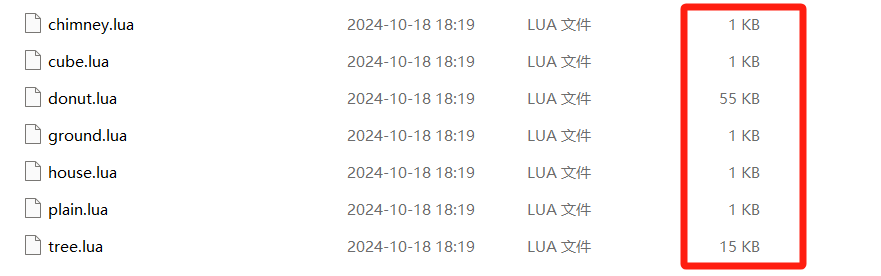 chimney.lua 2024-10-18 18:19 LUA 文件 1 KB
cube.lua 2024-10-18 18:19 LUA 文件 1 KB
donut.lua 2024-10-18 18:19 LUA 文件 55 KB
ground.lua 2024-10-18 18:19 LUA 文件 1 KB
house.lua 2024-10-18 18:19 LUA 文件 1 KB
plain.lua 2024-10-18 18:19 LUA 文件 1 KB
tree.lua 2024-10-18 18:19 LUA 文件 15 KB